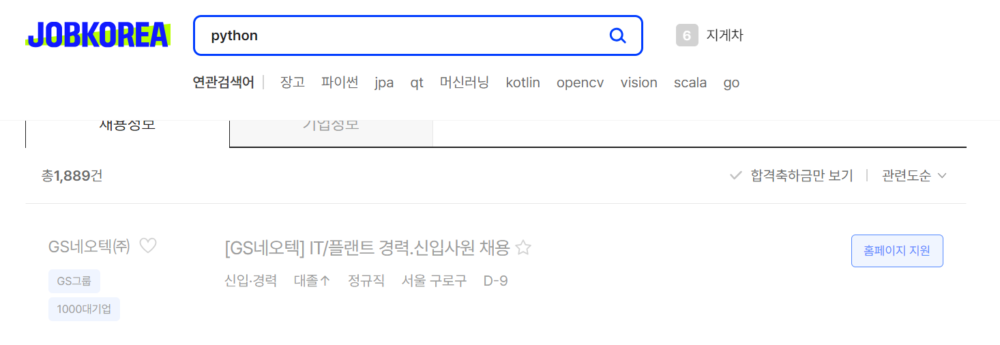 JOBKOREA python 6 지게차
연관검색어 장고 파이썬 jpa qt 머신러닝 kotlin opencv vision scala go
채용정보 기업정보
총1,889건 합격축하금만 보기 관련도순
GS네오텍㈜ [GS네오텍] IT/플랜트 경력.신입사원 채용 홈페이지 지원
GS그룹 신입·경력 대졸↑ 정규직 서울 구로구 D-9
1000대기업